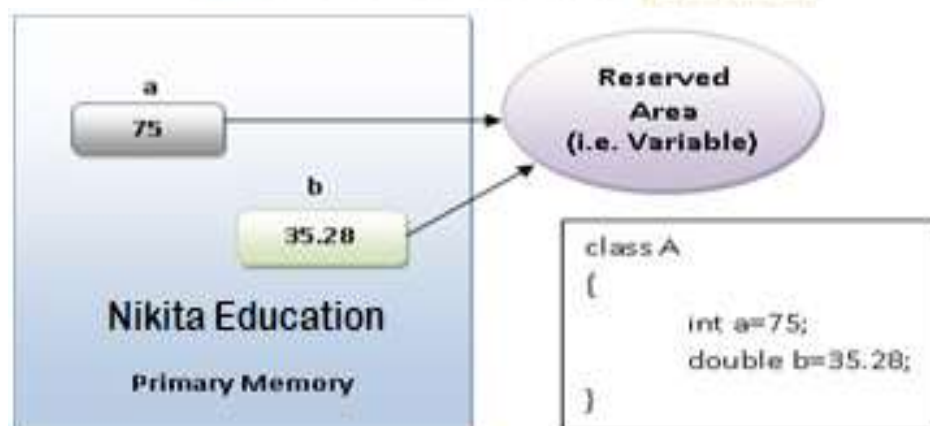 a
75
b
35.28
Nikita Education
Primary Memory
Reserved
Area
(i.e. Variable)
class A
{
int a=75;
double b=35.28;
}